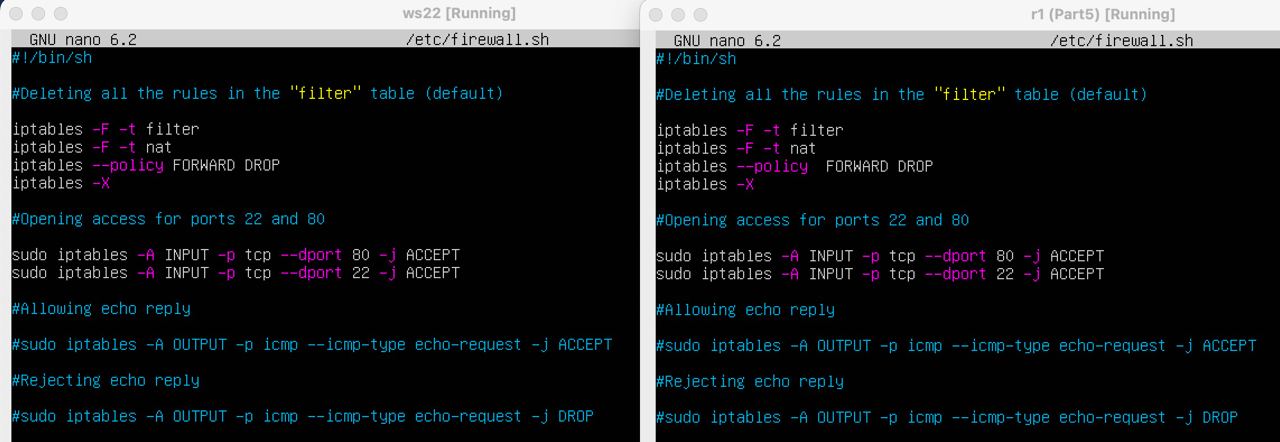 ws22 [Running]
GNU nano 6.2 /etc/firewall.sh
#!/bin/sh
#Deleting all the rules in the "filter" table (default)
iptables -F -t filter
iptables -F -t nat
iptables --policy FORWARD DROP
iptables -X
#Opening access for ports 22 and 80
sudo iptables -A INPUT -p tcp --dport 80 -j ACCEPT
sudo iptables -A INPUT -p tcp --dport 22 -j ACCEPT
#Allowing echo reply
#sudo iptables -A OUTPUT -p icmp --icmp-type echo-request -j ACCEPT
#Rejecting echo reply
#sudo iptables -A OUTPUT -p icmp --icmp-type echo-request -j DROP
r1 (Part5) [Running]
GNU nano 6.2 /etc/firewall.sh
#!/bin/sh
#Deleting all the rules in the "filter" table (default)
iptables -F -t filter
iptables -F -t nat
iptables --policy  FORWARD DROP
iptables -X
#Opening access for ports 22 and 80
sudo iptables -A INPUT -p tcp --dport 80 -j ACCEPT
sudo iptables -A INPUT -p tcp --dport 22 -j ACCEPT
#Allowing echo reply
#sudo iptables -A OUTPUT -p icmp --icmp-type echo-request -j ACCEPT
#Rejecting echo reply
#sudo iptables -A OUTPUT -p icmp --icmp-type echo-request -j DROP